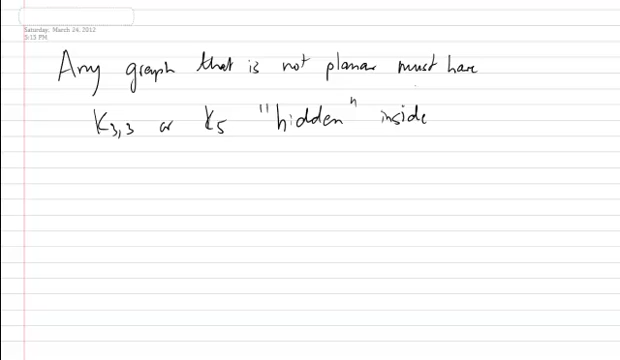 Saturday, March 24, 2012
5:15 PM
Any graph that is not planar must have
K3,3 or K5 "hidden" inside